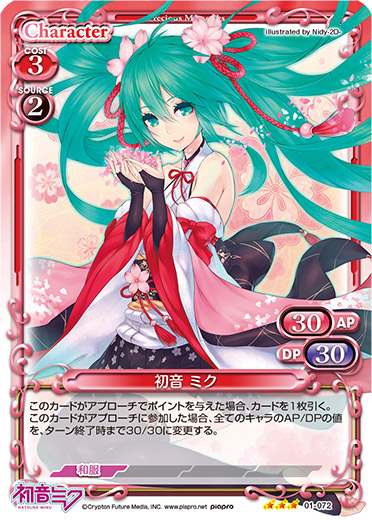 Precious Memories
Character
illustrated by Nidy-2D-
COST
3
SOURCE
2
30 AP
DP 30
初音 ミク
このカードがアプローチでポイントを与えた場合、カードを1枚引く。
このカードがアプローチに参加した場合、全てのキャラのAP/DPの値
を、ターン終了時まで30/30に変更する。
和服
初音ミク
HATSUNE MIKU
©Crypton Future Media, INC. www.piapro.net piapro
★★★ 01-072